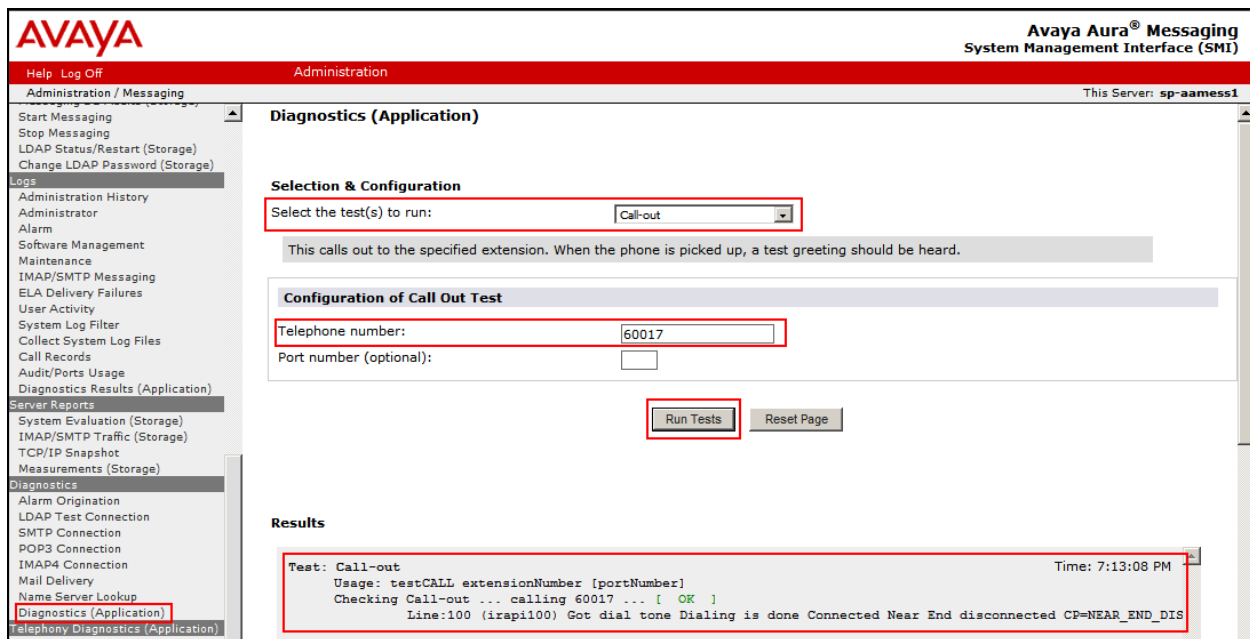 AVAYA
Avaya Aura® Messaging
System Management Interface (SMI)
Help Log Off
Administration
Administration / Messaging
This Server: sp-aamess1
Start Messaging
Stop Messaging
LDAP Status/Restart (Storage)
Change LDAP Password (Storage)
Logs
Administration History
Administrator
Alarm
Software Management
Maintenance
IMAP/SMTP Messaging
ELA Delivery Failures
User Activity
System Log Filter
Collect System Log Files
Call Records
Audit/Ports Usage
Diagnostics Results (Application)
Server Reports
System Evaluation (Storage)
IMAP/SMTP Traffic (Storage)
TCP/IP Snapshot
Measurements (Storage)
Diagnostics
Alarm Origination
LDAP Test Connection
SMTP Connection
POP3 Connection
IMAP4 Connection
Mail Delivery
Name Server Lookup
Diagnostics (Application)
Telephony Diagnostics (Application)
Diagnostics (Application)
Selection & Configuration
Select the test(s) to run: Call-out
This calls out to the specified extension. When the phone is picked up, a test greeting should be heard.
Configuration of Call Out Test
Telephone number: 60017
Port number (optional):
Run Tests Reset Page
Results
Test: Call-out Time: 7:13:08 PM
Usage: testCALL extensionNumber [portNumber]
Checking Call-out ... calling 60017 ... [ OK ]
Line:100 (irapi100) Got dial tone Dialing is done Connected Near End disconnected CP=NEAR_END_DIS